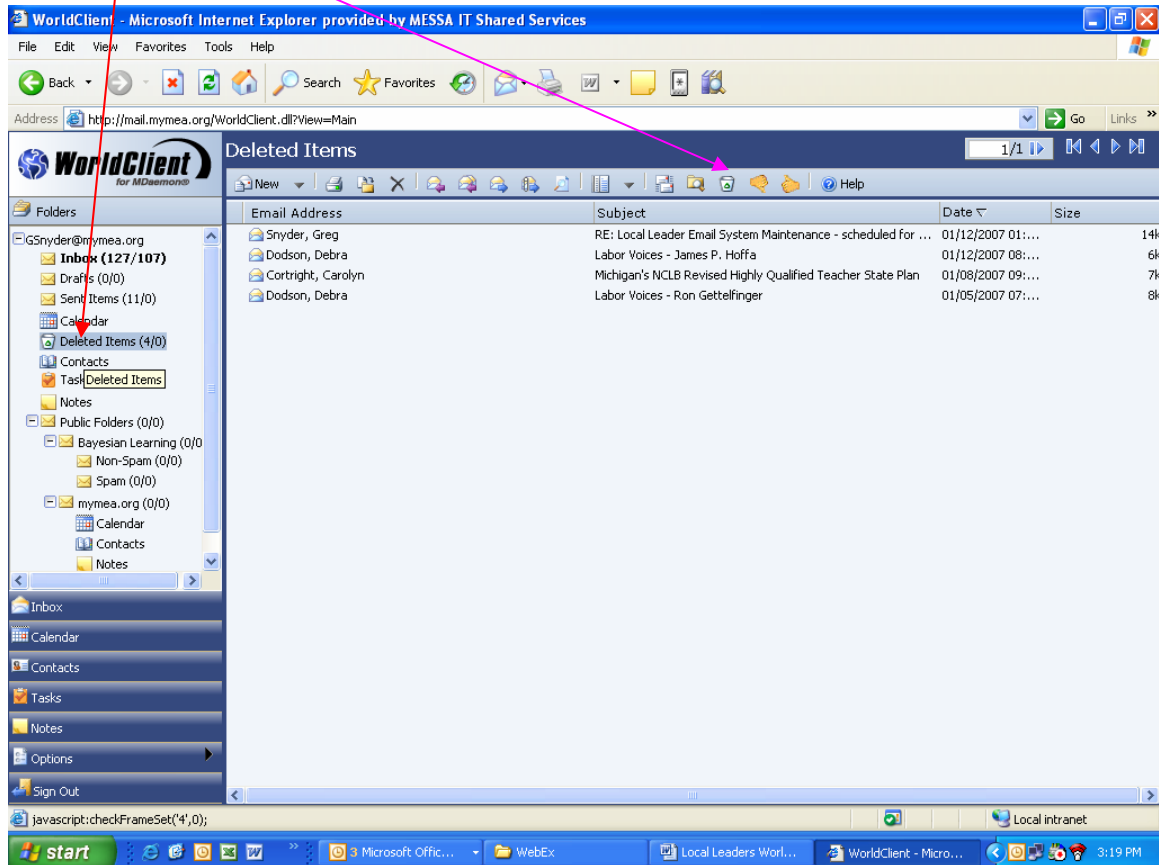 WorldClient - Microsoft Internet Explorer provided by MESSA IT Shared Services
File Edit View Favorites Tools Help
Back Search Favorites
Address http://mail.mymea.org/WorldClient.dll?View=Main Go Links »
WorldClient
for MDaemon®
Deleted Items 1/1
New Help
Folders
Email Address Subject Date Size
GSnyder@mymea.org
Inbox (127/107)
Drafts (0/0)
Sent Items (11/0)
Calendar
Deleted Items (4/0)
Contacts
Task
Deleted Items
Notes
Public Folders (0/0)
Bayesian Learning (0/0
Non-Spam (0/0)
Spam (0/0)
mymea.org (0/0)
Calendar
Contacts
Notes
Snyder, Greg RE: Local Leader Email System Maintenance - scheduled for ... 01/12/2007 01:... 14k
Dodson, Debra Labor Voices - James P. Hoffa 01/12/2007 08:... 6k
Cortright, Carolyn Michigan's NCLB Revised Highly Qualified Teacher State Plan 01/08/2007 09:... 7k
Dodson, Debra Labor Voices - Ron Gettelfinger 01/05/2007 07:... 8k
Inbox
Calendar
Contacts
Tasks
Notes
Options
Sign Out
javascript:checkFrameSet('4',0); Local intranet
start » 3 Microsoft Offic... WebEx Local Leaders Worl... WorldClient - Micro... 3:19 PM